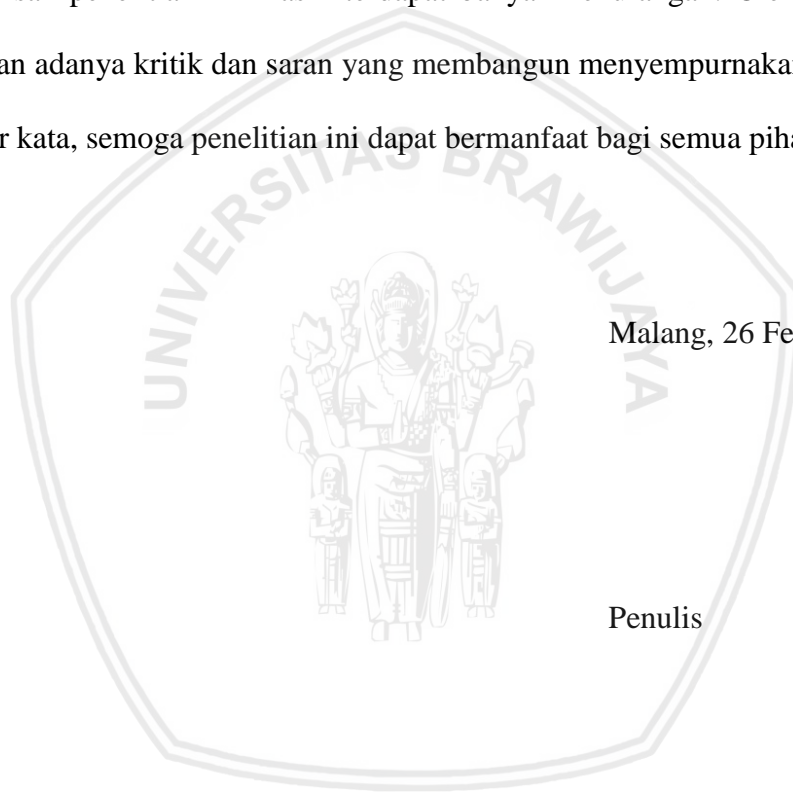 an adanya kritik dan saran yang membangun menyempurnaka
r kata, semoga penelitian ini dapat bermanfaat bagi semua piha
UNIVERSITAS BRAWIJAYA
Malang, 26 Fe
Penulis